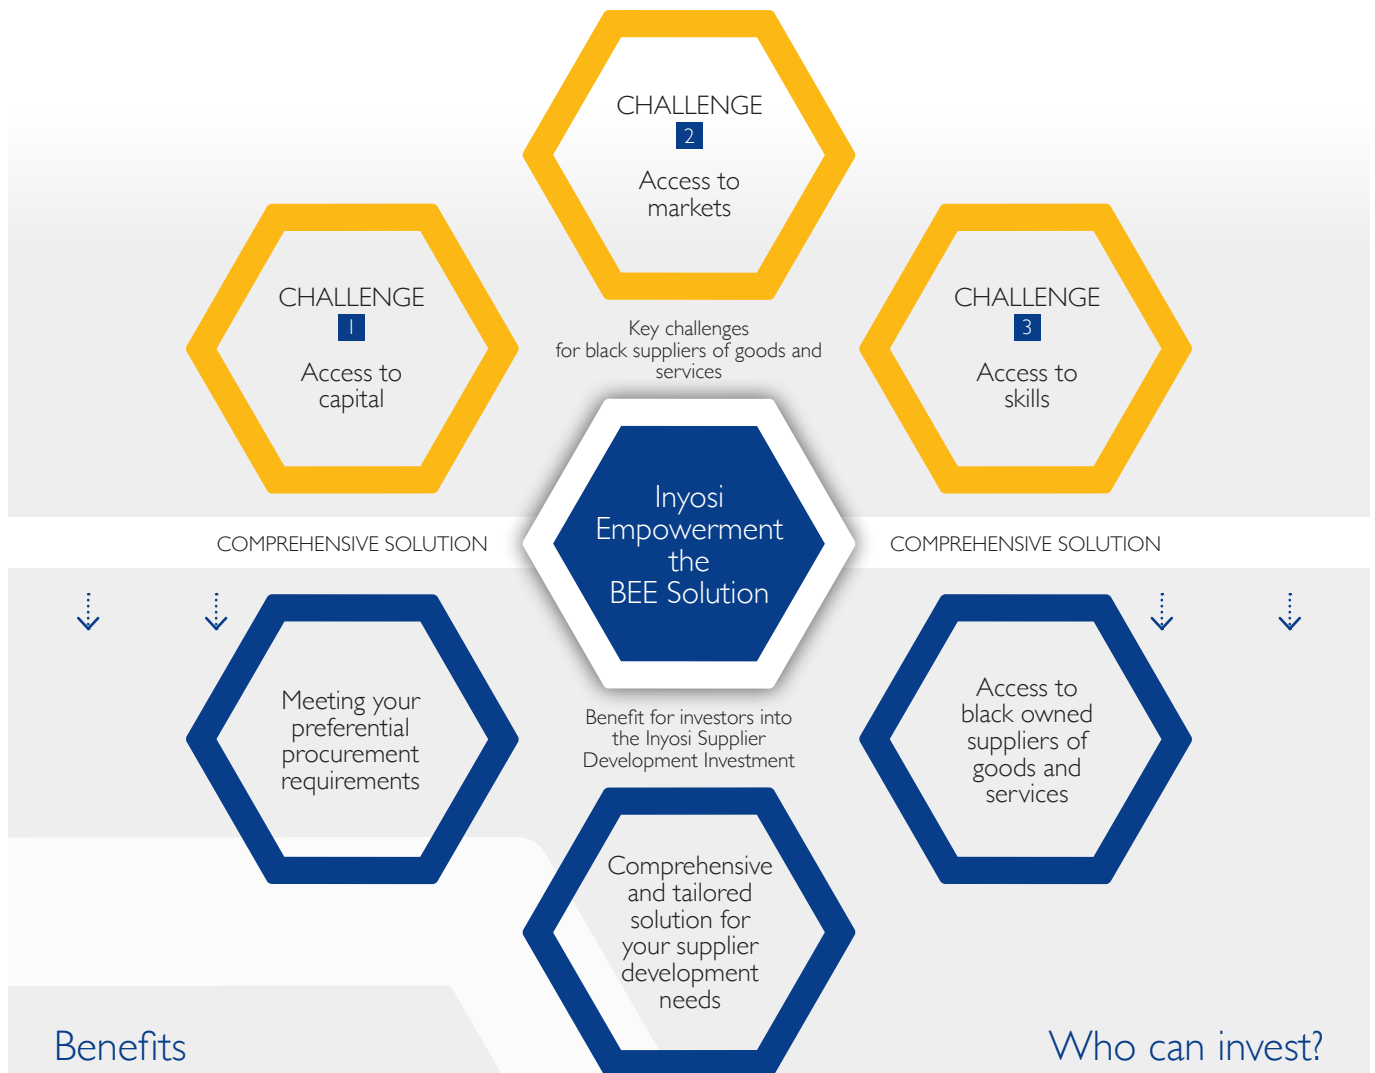 CHALLENGE
2
Access to
markets
CHALLENGE
1
Access to
capital
Key challenges
for black suppliers of goods and
services
CHALLENGE
3
Access to
skills
Inyosi
Empowerment
the
BEE Solution
COMPREHENSIVE SOLUTION
COMPREHENSIVE SOLUTION
Meeting your
preferential
procurement
requirements
Benefit for investors into
the Inyosi Supplier
Development Investment
Access to
black owned
suppliers of
goods and
services
Comprehensive
and tailored
solution for
your supplier
development
needs
Benefits
Who can invest?